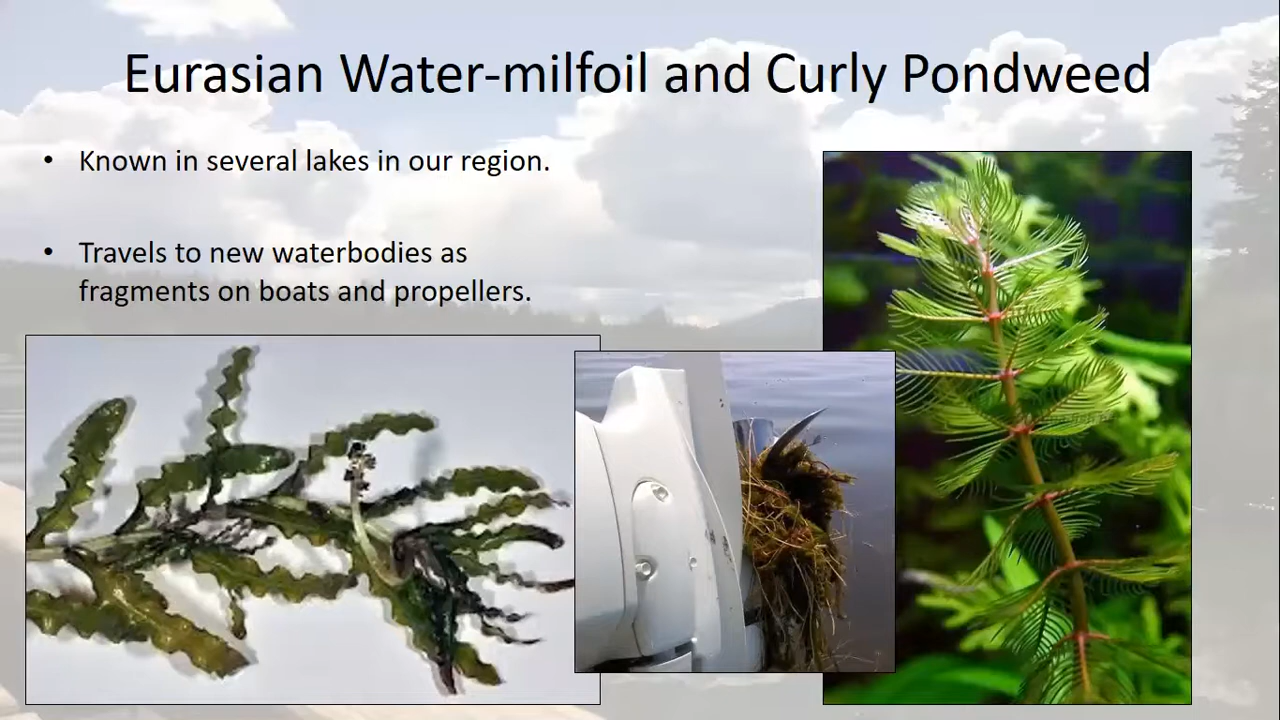 Eurasian Water-milfoil and Curly Pondweed
• Known in several lakes in our region.
• Travels to new waterbodies as
fragments on boats and propellers.